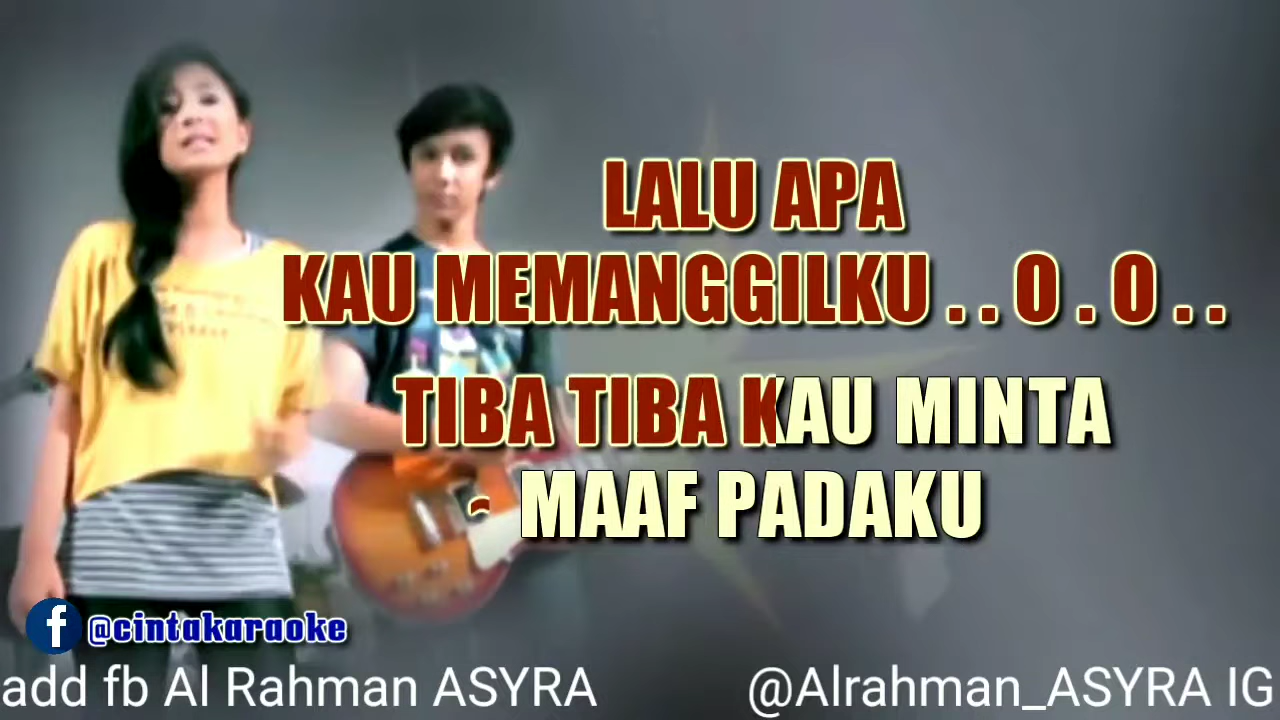 LALU APA
KAU MEMANGGILKU . . O . O . .
TIBA TIBA KAU MINTA
- MAAF PADAKU
f @cintakaraoke
add fb Al Rahman ASYRA
@Alrahman_ASYRA IG